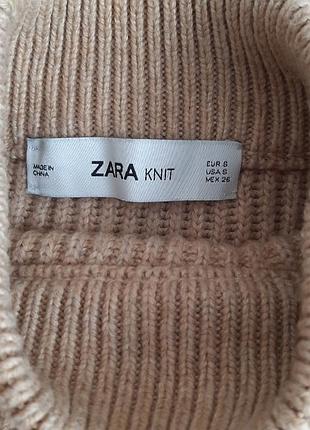 MADE IN
CHINA
ZARA KNIT
EUR S
USA S
MEX 26